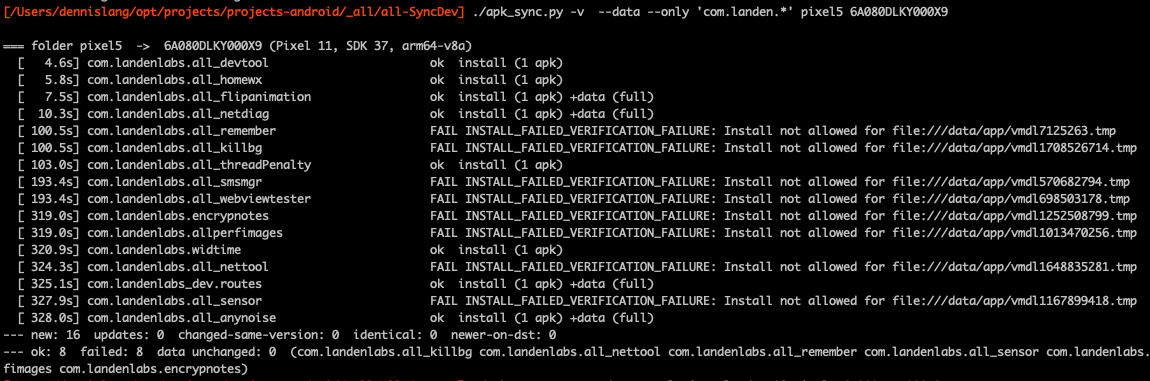 [/Users/dennislang/opt/projects/projects-android/_all/all-SyncDev] ./apk_sync.py -v  --data --only 'com.landen.*' pixel5 6A080DLKY000X9
=== folder pixel5  ->  6A080DLKY000X9 (Pixel 11, SDK 37, arm64-v8a)
[   4.6s] com.landenlabs.all_devtool                        ok  install (1 apk)
[   5.8s] com.landenlabs.all_homewx                         ok  install (1 apk)
[   7.5s] com.landenlabs.all_flipanimation                  ok  install (1 apk) +data (full)
[  10.3s] com.landenlabs.all_netdiag                        ok  install (1 apk) +data (full)
[ 100.5s] com.landenlabs.all_remember                       FAIL INSTALL_FAILED_VERIFICATION_FAILURE: Install not allowed for file:///data/app/vmdl7125263.tmp
[ 100.5s] com.landenlabs.all_killbg                         FAIL INSTALL_FAILED_VERIFICATION_FAILURE: Install not allowed for file:///data/app/vmdl1708526714.tmp
[ 103.0s] com.landenlabs.all_threadPenalty                  ok  install (1 apk)
[ 193.4s] com.landenlabs.all_smsmgr                         FAIL INSTALL_FAILED_VERIFICATION_FAILURE: Install not allowed for file:///data/app/vmdl570682794.tmp
[ 193.4s] com.landenlabs.all_webviewtester                  FAIL INSTALL_FAILED_VERIFICATION_FAILURE: Install not allowed for file:///data/app/vmdl698503178.tmp
[ 319.0s] com.landenlabs.encrypnotes                        FAIL INSTALL_FAILED_VERIFICATION_FAILURE: Install not allowed for file:///data/app/vmdl1252508799.tmp
[ 319.0s] com.landenlabs.allperfimages                      FAIL INSTALL_FAILED_VERIFICATION_FAILURE: Install not allowed for file:///data/app/vmdl1013470256.tmp
[ 320.9s] com.landenlabs.widtime                            ok  install (1 apk)
[ 324.3s] com.landenlabs.all_nettool                        FAIL INSTALL_FAILED_VERIFICATION_FAILURE: Install not allowed for file:///data/app/vmdl1648835281.tmp
[ 325.1s] com.landenlabs_dev.routes                         ok  install (1 apk) +data (full)
[ 327.9s] com.landenlabs.all_sensor                         FAIL INSTALL_FAILED_VERIFICATION_FAILURE: Install not allowed for file:///data/app/vmdl1167899418.tmp
[ 328.0s] com.landenlabs.all_anynoise                       ok  install (1 apk) +data (full)
--- new: 16  updates: 0  changed-same-version: 0  identical: 0  newer-on-dst: 0
--- ok: 8  failed: 8  data unchanged: 0  (com.landenlabs.all_killbg com.landenlabs.all_nettool com.landenlabs.all_remember com.landenlabs.all_sensor com.landenlabs.
fimages com.landenlabs.encrypnotes)